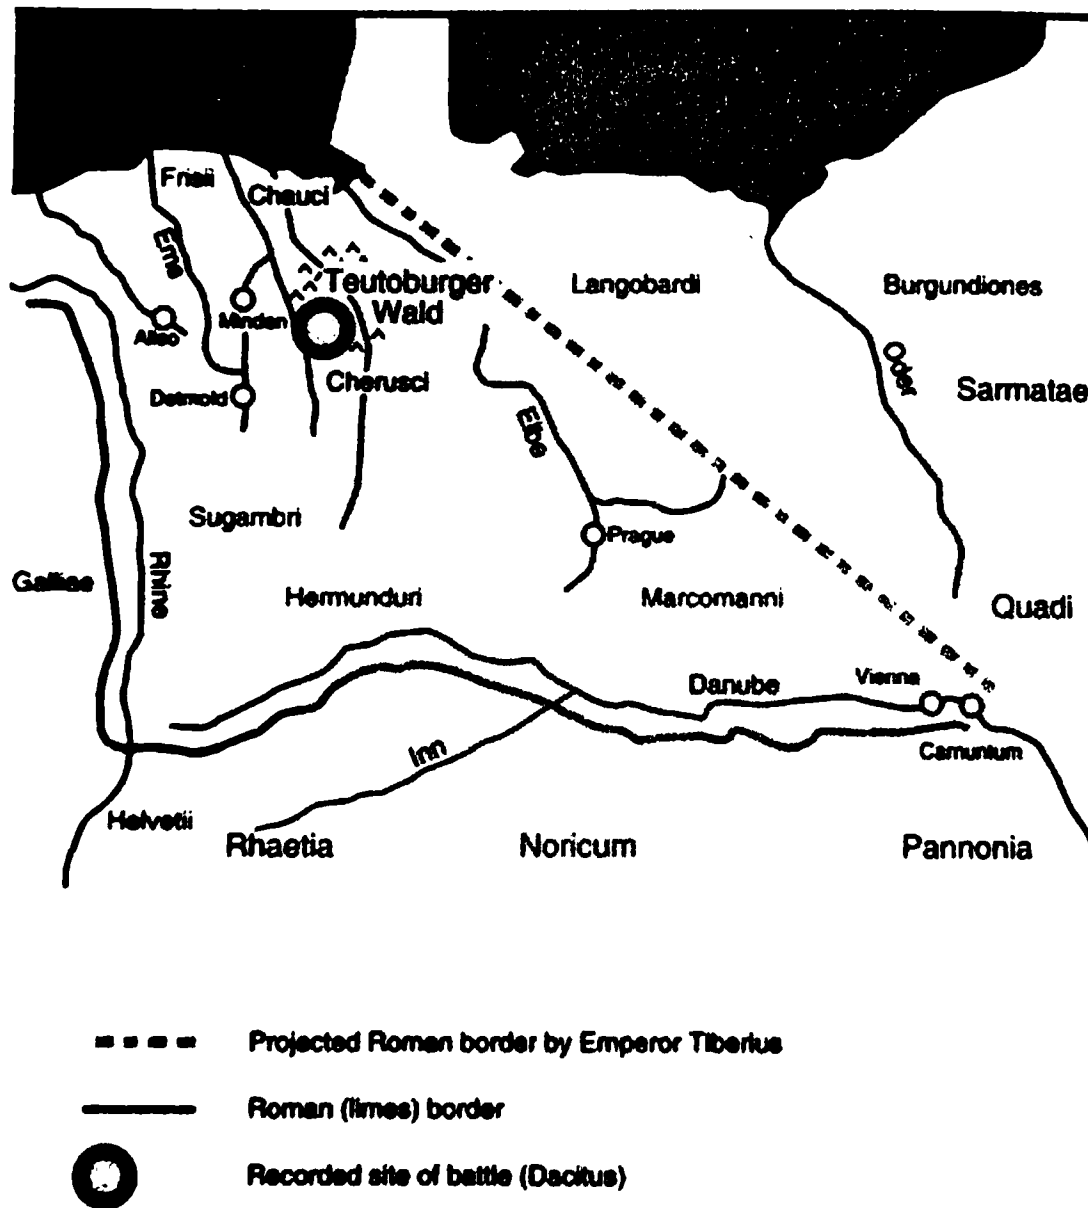 Frisii
Chauci
Ems
Teutoburger
Wald
Langobardi
Burgundiones
Aliso
Minden
Oder
Cherusci
Sarmatae
Detmold
Elbe
Sugambri
Prague
Galliae
Rhine
Hermunduri
Marcomanni
Quadi
Danube
Vienna
Inn
Carnuntum
Helvetii
Rhaetia
Noricum
Pannonia
Projected Roman border by Emperor Tiberius
Roman (limes) border
Recorded site of battle (Dacitus)